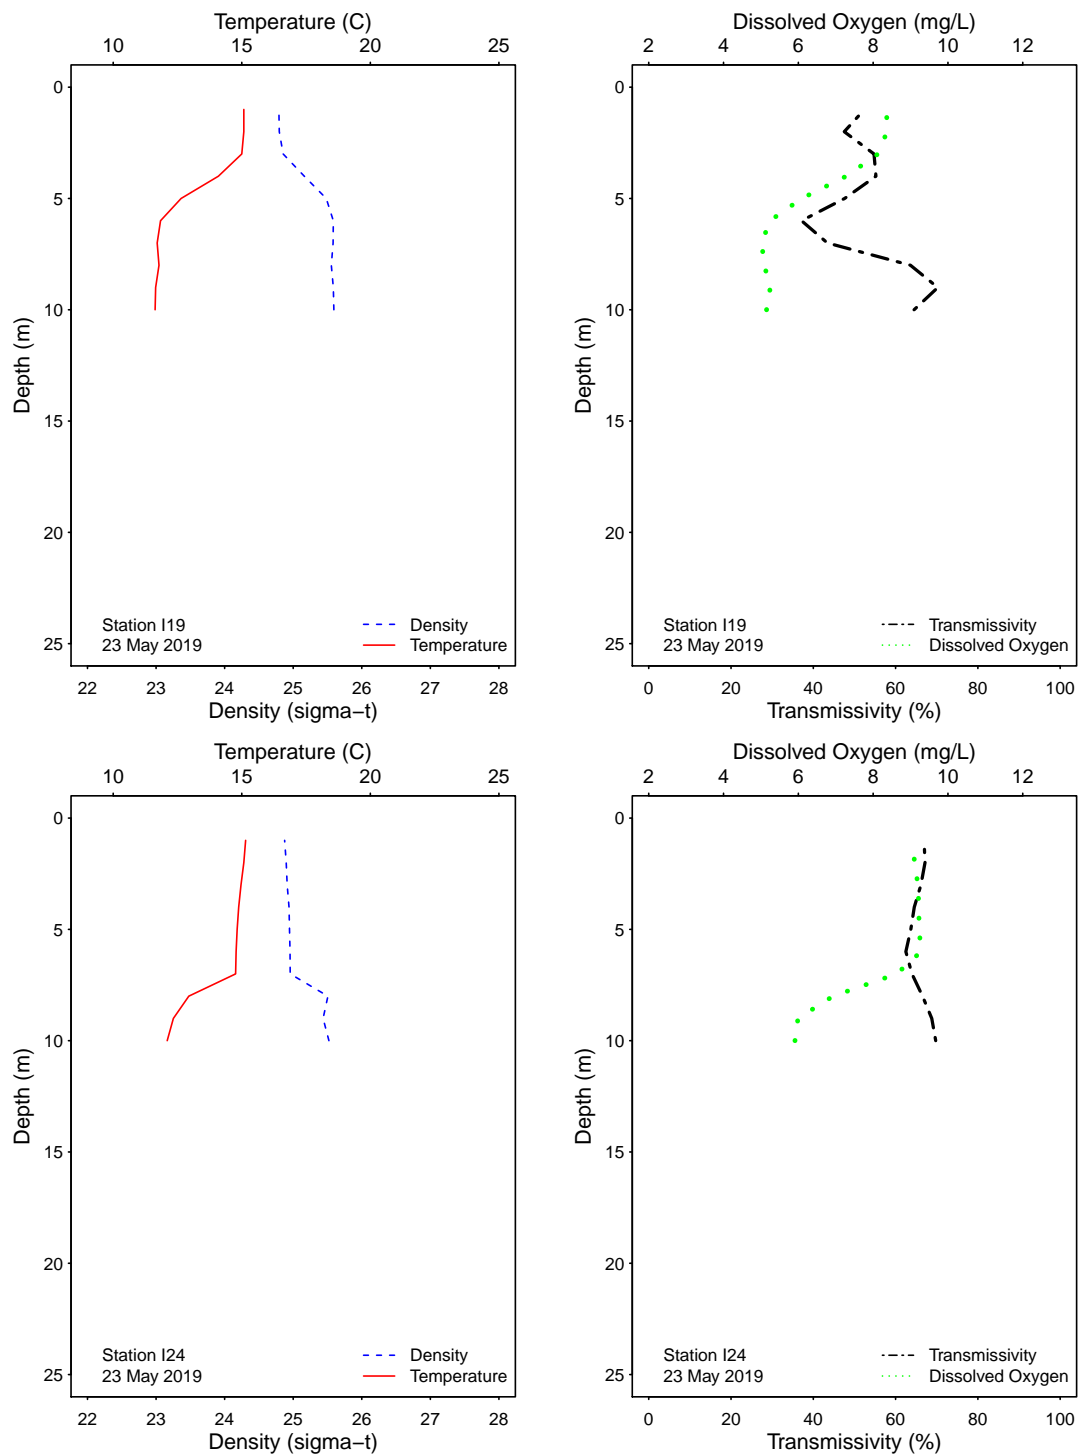 Temperature (C)
10 15 20 25
0
5
10
15
20
25
Depth (m)
Station I19
23 May 2019
Density
Temperature
22 23 24 25 26 27 28
Density (sigma−t)
Dissolved Oxygen (mg/L)
2 4 6 8 10 12
0
5
10
15
20
25
Depth (m)
Station I19
23 May 2019
Transmissivity
Dissolved Oxygen
0 20 40 60 80 100
Transmissivity (%)
Temperature (C)
10 15 20 25
0
5
10
15
20
25
Depth (m)
Station I24
23 May 2019
Density
Temperature
22 23 24 25 26 27 28
Density (sigma−t)
Dissolved Oxygen (mg/L)
2 4 6 8 10 12
0
5
10
15
20
25
Depth (m)
Station I24
23 May 2019
Transmissivity
Dissolved Oxygen
0 20 40 60 80 100
Transmissivity (%)